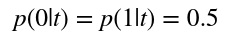 p(0|t) = p(1|t) = 0.5